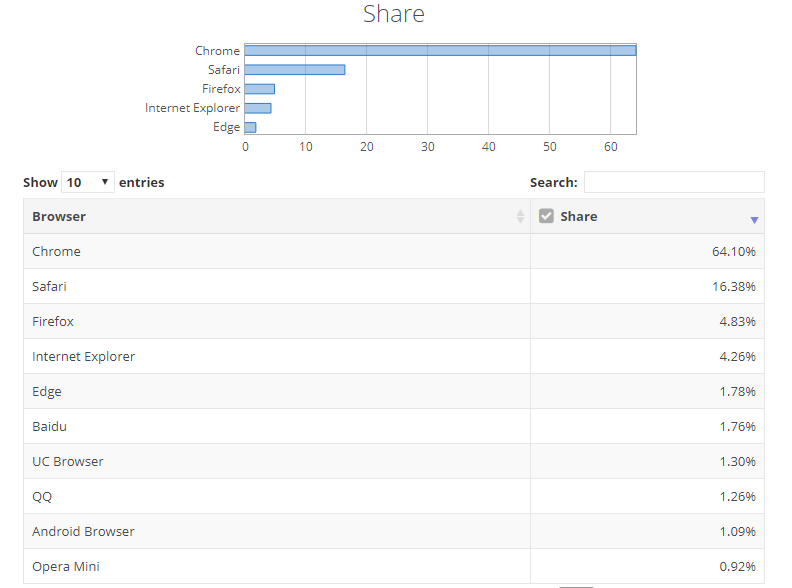 Share
Chrome
Safari
Firefox
Internet Explorer
Edge
0 10 20 30 40 50 60
Show 10 entries Search:
Browser Share
Chrome 64.10%
Safari 16.38%
Firefox 4.83%
Internet Explorer 4.26%
Edge 1.78%
Baidu 1.76%
UC Browser 1.30%
QQ 1.26%
Android Browser 1.09%
Opera Mini 0.92%